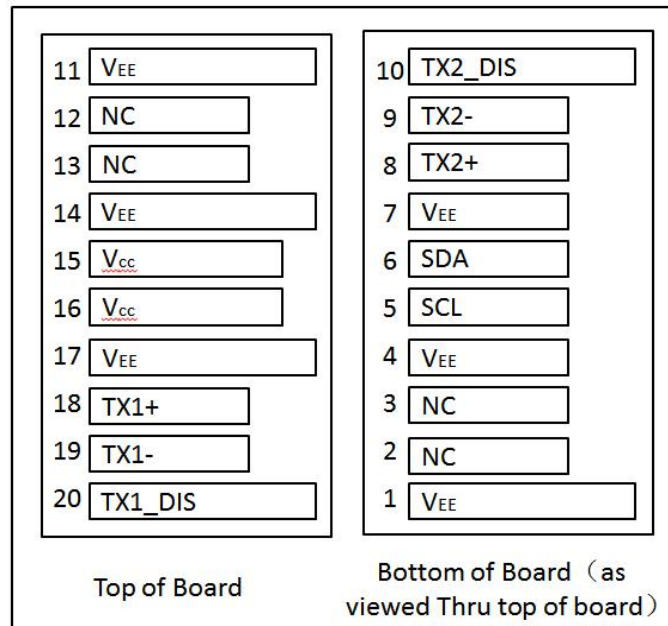 11 VEE
12 NC
13 NC
14 VEE
15 Vcc
16 Vcc
17 VEE
18 TX1+
19 TX1-
20 TX1_DIS
Top of Board
10 TX2_DIS
9 TX2-
8 TX2+
7 VEE
6 SDA
5 SCL
4 VEE
3 NC
2 NC
1 VEE
Bottom of Board（as
viewed Thru top of board）